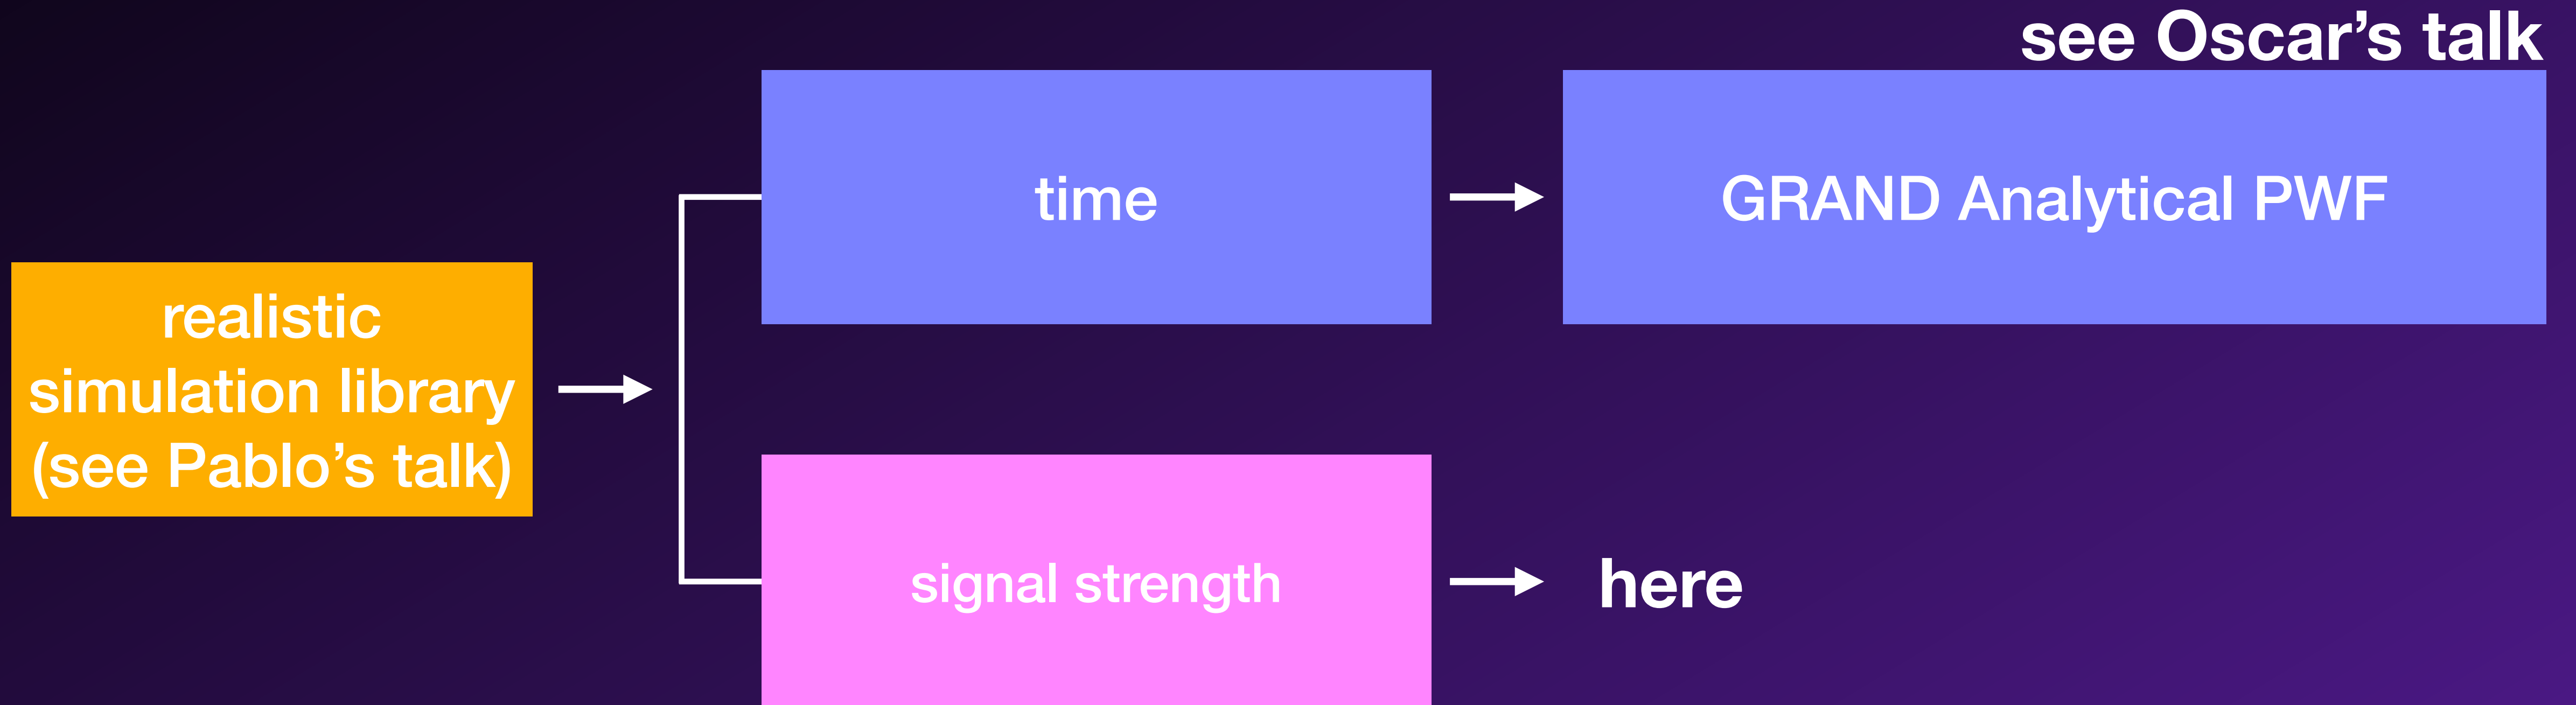 see Oscar’s talk
time
GRAND Analytical PWF
realistic
simulation library
(see Pablo’s talk)
signal strength
here